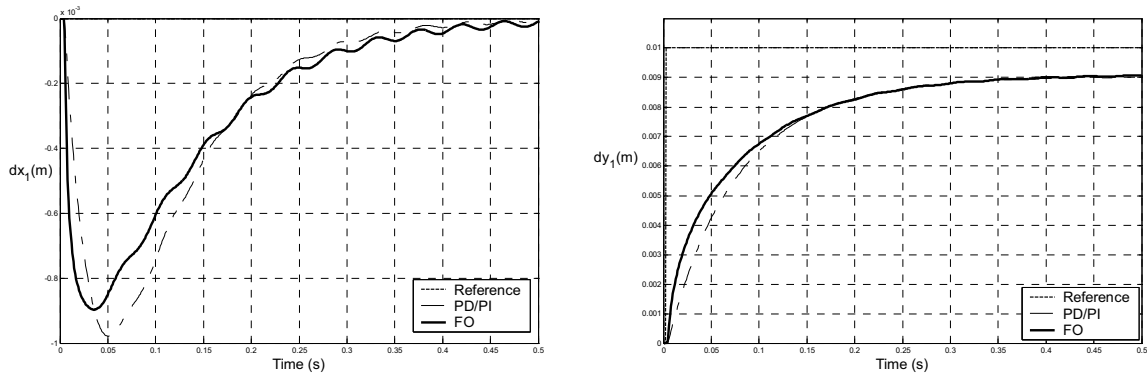 x 10⁻³
0
-0.2
-0.4
dx₁(m)
-0.6
-0.8
-1
0 0.05 0.1 0.15 0.2 0.25 0.3 0.35 0.4 0.45 0.5
Time (s)
Reference
PD/PI
FO
0.01
0.009
0.008
0.007
0.006
dy₁(m)
0.005
0.004
0.003
0.002
0.001
0
0 0.05 0.1 0.15 0.2 0.25 0.3 0.35 0.4 0.45 0.5
Time (s)
Reference
PD/PI
FO